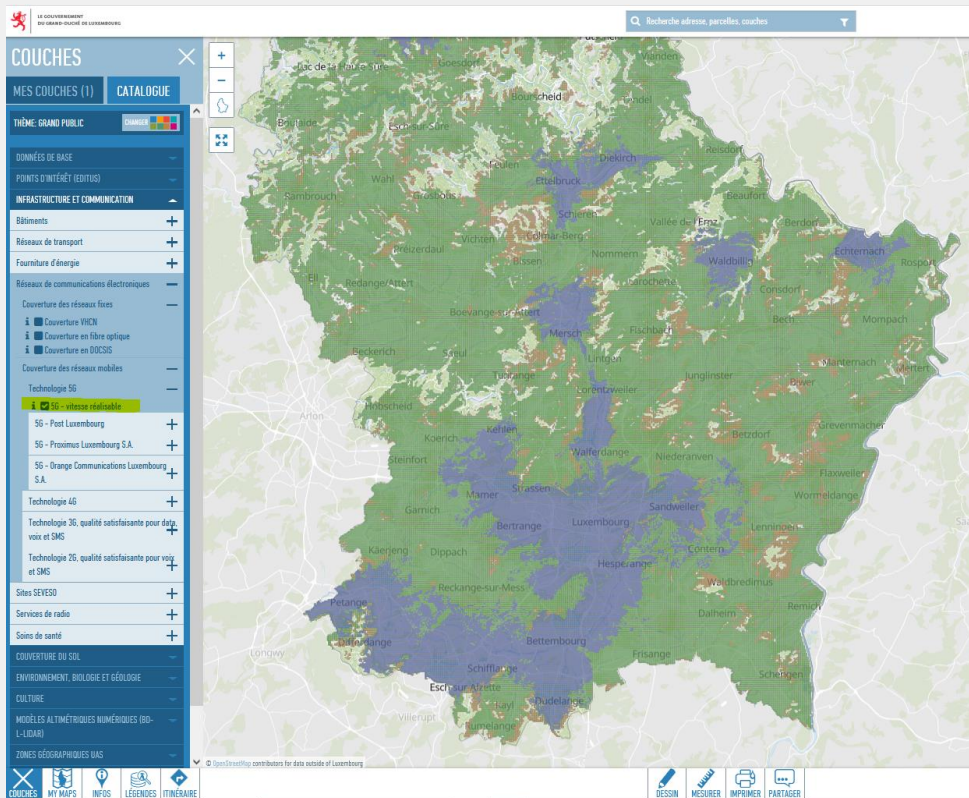 LE GOUVERNEMENT
DU GRAND-DUCHÉ DE LUXEMBOURG
Recherche adresse, parcelles, couches
COUCHES
MES COUCHES (1)
CATALOGUE
THÈME: GRAND PUBLIC
CHANGER
DONNÉES DE BASE
POINTS D'INTÉRÊT (EDITUS)
INFRASTRUCTURE ET COMMUNICATION
Bâtiments
Réseaux de transport
Fourniture d'énergie
Réseaux de communications électroniques
Couverture des réseaux fixes
Couverture VHCN
Couverture en fibre optique
Couverture en DOCSIS
Couverture des réseaux mobiles
Technologie 5G
5G - vitesse réalisable
5G - Post Luxembourg
5G - Proximus Luxembourg S.A.
5G - Orange Communications Luxembourg
S.A.
Technologie 4G
Technologie 3G, qualité satisfaisante pour data,
voix et SMS
Technologie 2G, qualité satisfaisante pour voix
et SMS
Sites SEVESO
Services de radio
Soins de santé
COUVERTURE DU SOL
ENVIRONNEMENT, BIOLOGIE ET GÉOLOGIE
CULTURE
MODÈLES ALTIMÉTRIQUES NUMÉRIQUES (BD-
L-LIDAR)
ZONES GÉOGRAPHIQUES UAS
COUCHES
MY MAPS
INFOS
LÉGENDES
ITINÉRAIRE
+
−
Lac de la Haute-Sûre
Goesdorf
Vianden
Bourscheid
Tandel
Boulaide
Esch-sur-Sûre
Reisdorf
Diekirch
Feulen
Ettelbruck
Wahl
Grosbous
Rambrouch
Beaufort
Schieren
Vallée de l'Ernz
Berdorf
Vichten
Colmar-Berg
Echternach
Préizerdaul
Bissen
Nommern
Waldbillig
Rosport
Ell
Redange/Attert
Larochette
Consdorf
Boevange-sur-Attert
Bech
Mompach
Mersch
Fischbach
Beckerich
Saeul
Lintgen
Manternach
Mertert
Tuntange
Junglinster
Biwer
Lorentzweiler
Hobscheid
Arlon
Kehlen
Grevenmacher
Koerich
Betzdorf
Walferdange
Steinfort
Niederanven
Flaxweiler
Strassen
Mamer
Wormeldange
Garnich
Sandweiler
Bertrange
Luxembourg
Lenningen
Käerjeng
Dippach
Contern
Hesperange
Reckange-sur-Mess
Waldbredimus
Petange
Remich
Dalheim
Differdange
Bettembourg
Longwy
Frisange
Schifflange
Schengen
Esch-sur-Alzette
Kayl
Dudelange
Villerupt
Rumelange
© OpenStreetMap contributors for data outside of Luxembourg
DESSIN
MESURER
IMPRIMER
PARTAGER